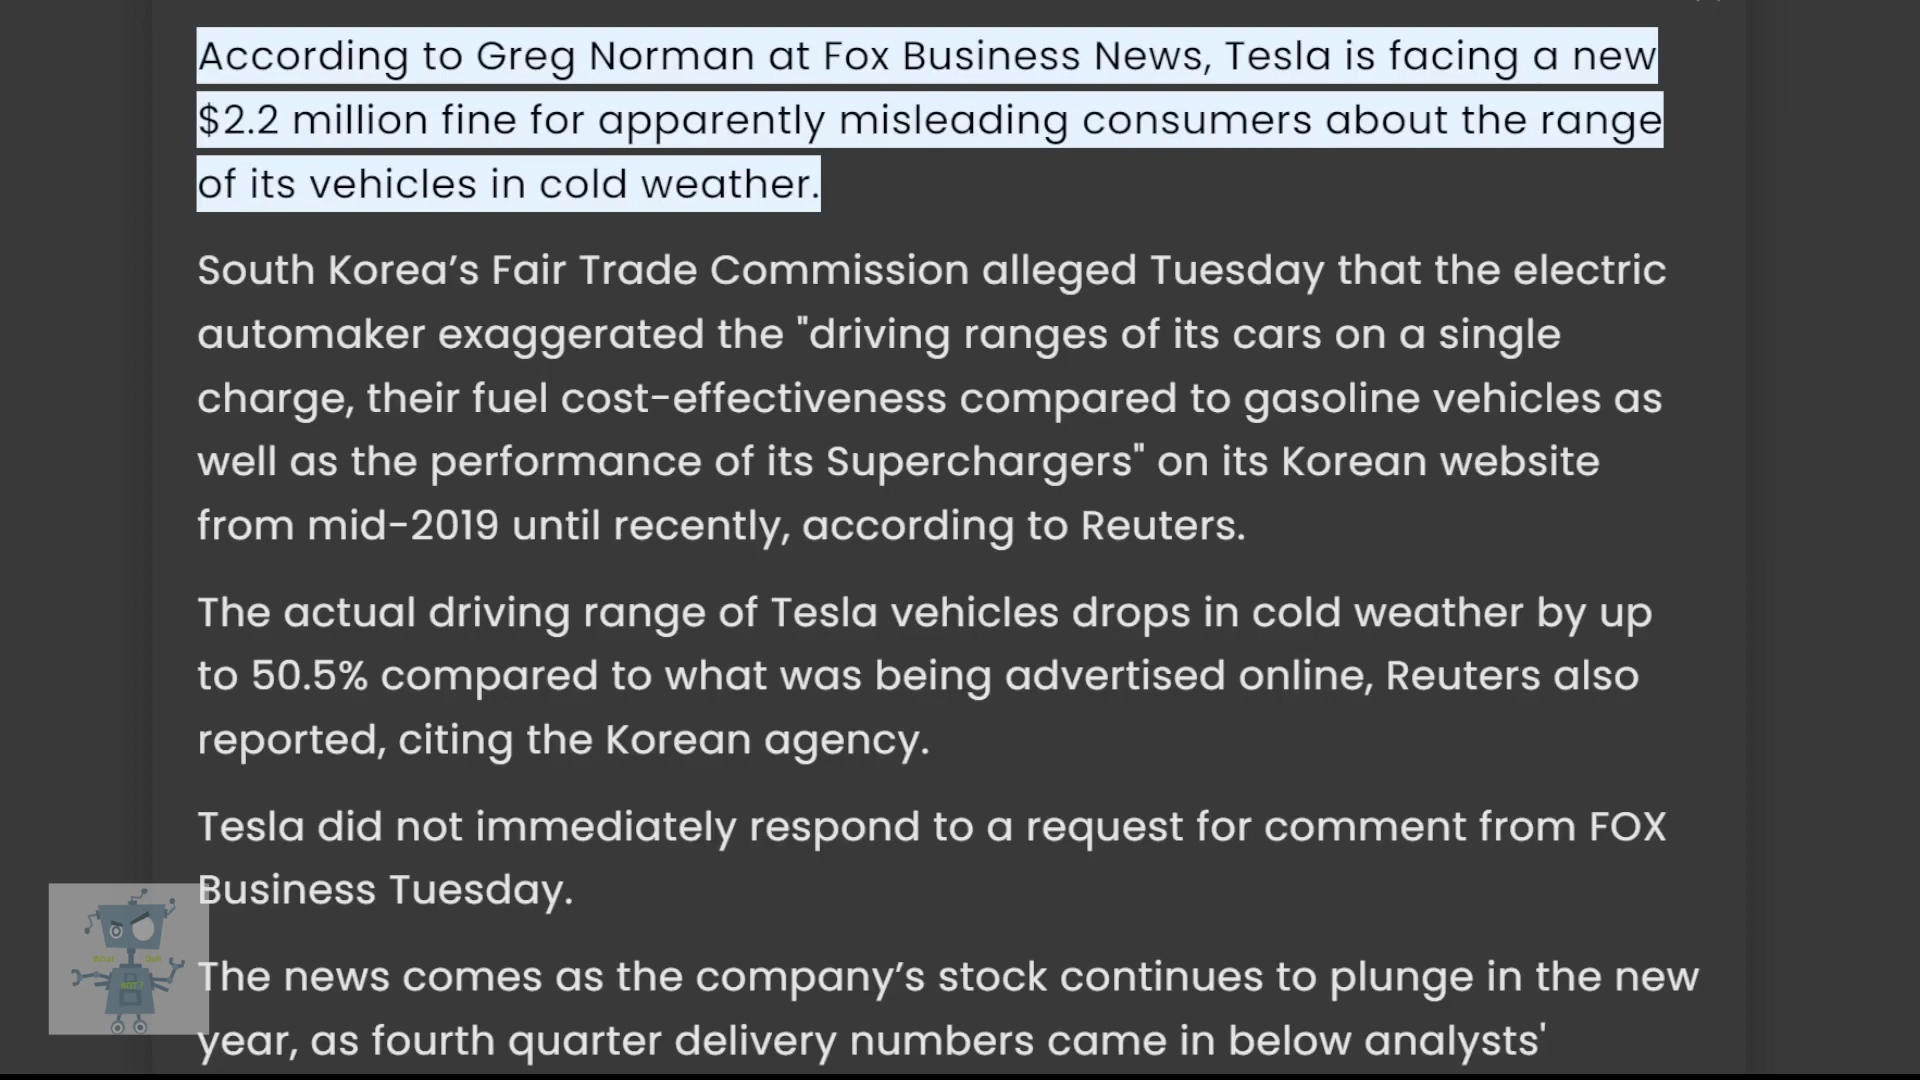 According to Greg Norman at Fox Business News, Tesla is facing a new
$2.2 million fine for apparently misleading consumers about the range
of its vehicles in cold weather.
South Korea’s Fair Trade Commission alleged Tuesday that the electric
automaker exaggerated the "driving ranges of its cars on a single
charge, their fuel cost-effectiveness compared to gasoline vehicles as
well as the performance of its Superchargers" on its Korean website
from mid-2019 until recently, according to Reuters.
The actual driving range of Tesla vehicles drops in cold weather by up
to 50.5% compared to what was being advertised online, Reuters also
reported, citing the Korean agency.
Tesla did not immediately respond to a request for comment from FOX
Business Tuesday.
The news comes as the company’s stock continues to plunge in the new
year, as fourth quarter delivery numbers came in below analysts'
What
BOT?